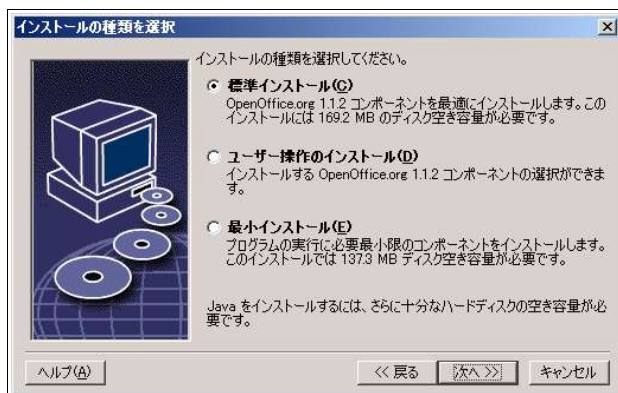 インストールの種類を選択
インストールの種類を選択してください。
標準インストール(C)
OpenOffice.org 1.1.2 コンポーネントを最適にインストールします。この
インストールには 169.2 MB のディスク空き容量が必要です。
ユーザー操作のインストール(D)
インストールする OpenOffice.org 1.1.2 コンポーネントの選択ができま
す。
最小インストール(E)
プログラムの実行に必要最小限のコンポーネントをインストールします。
このインストールでは 137.3 MB ディスク空き容量が必要です。
Java をインストールするには、さらに十分なハードディスクの空き容量が必
要です。
ヘルプ(A)
<< 戻る
次へ >>
キャンセル